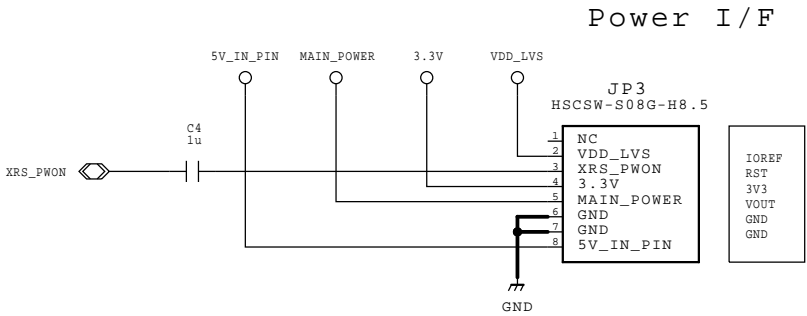 Power I/F
5V_IN_PIN MAIN_POWER 3.3V VDD_LVS
JP3
HSCSW-S08G-H8.5
C4
1u
XRS_PWON
1 NC
2 VDD_LVS
3 XRS_PWON
4 3.3V
5 MAIN_POWER
6 GND
7 GND
8 5V_IN_PIN
IOREF
RST
3V3
VOUT
GND
GND
GND